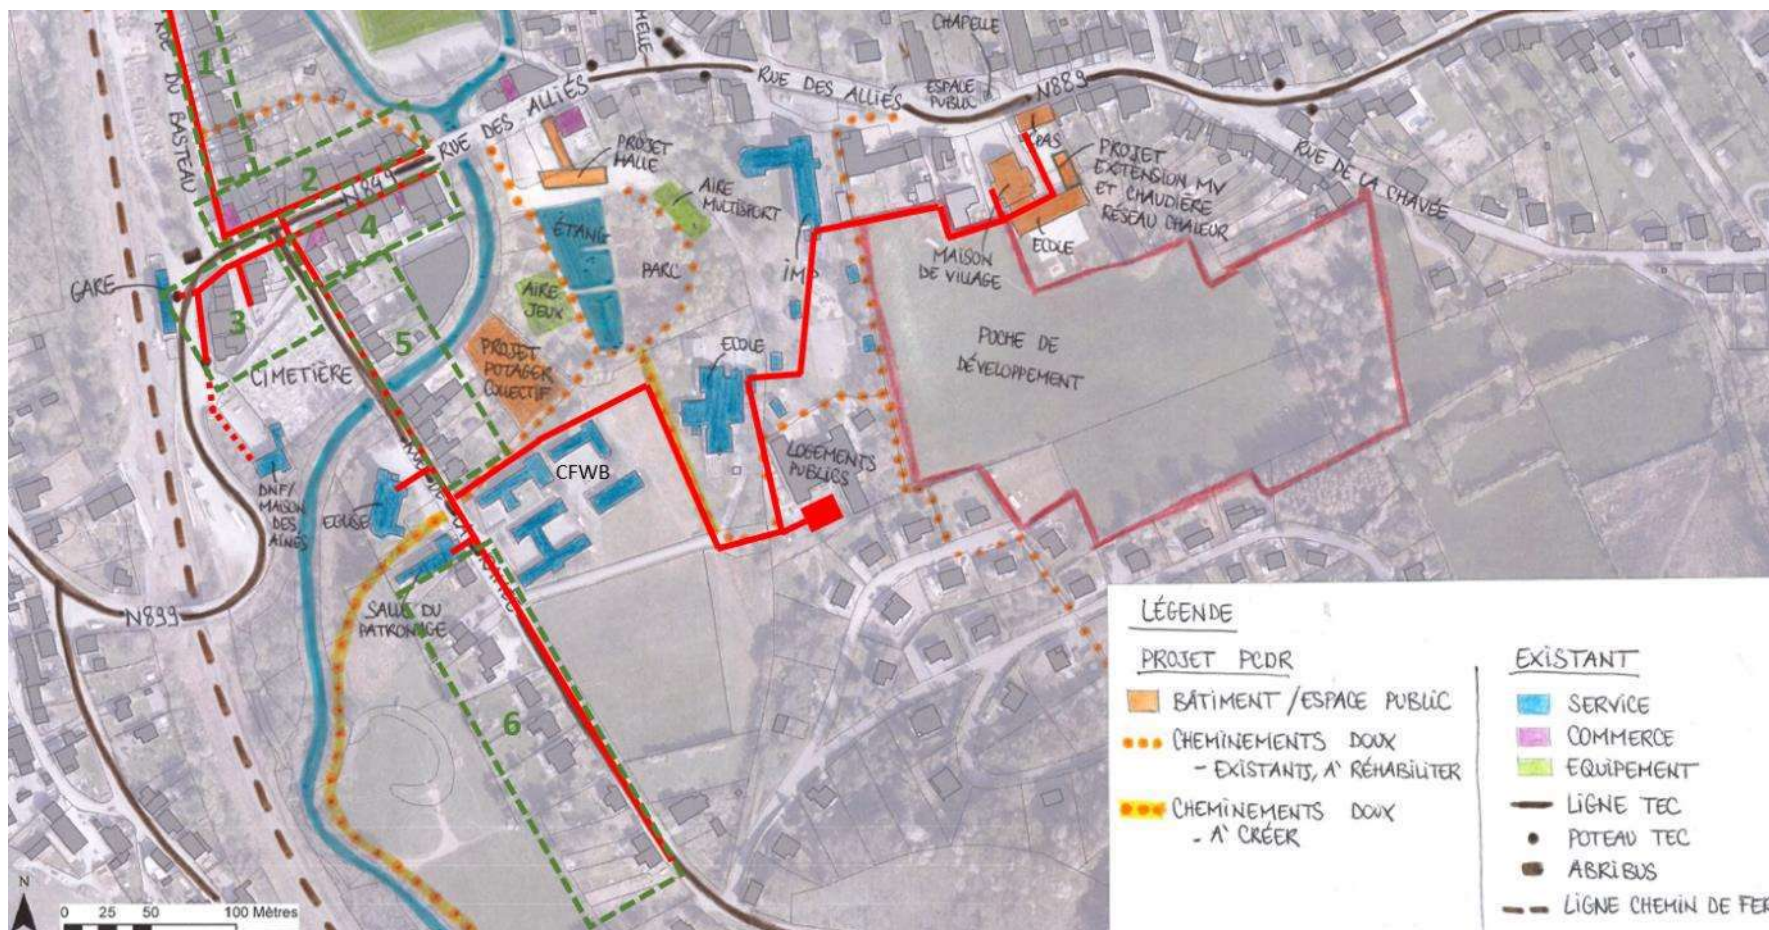 CHAPELLE
RUE
DU BASTEAU
1
RUE DES ALLIÉS
RUE DES ALLIÉS
ESPACE
PUBLIC
N889
RUE DE LA CHAVÉE
PROJET
HALLE
AIRE
MULTISPORT
PROJET
EXTENSION MV
ET CHAUDIÈRE
RÉSEAU CHALEUR
2
4
ÉTANG
PARC
MAISON
DE VILLAGE
ECOLE
GARE
3
5
CIMETIÈRE
AIRE
JEUX
PROJET
POTAGER
COLLECTIF
ECOLE
POCHE DE
DÉVELOPPEMENT
LOGEMENTS
PUBLICS
CFWB
DNF/
MAISON
DES
AÎNÉS
EGLISE
SALLE DU
PATRONAGE
N899
6
LÉGENDE
PROJET PCDR
BÂTIMENT / ESPACE PUBLIC
CHEMINEMENTS DOUX
- EXISTANTS, A' RÉHABILITER
CHEMINEMENTS DOUX
- A' CRÉER
EXISTANT
SERVICE
COMMERCE
EQUIPEMENT
LIGNE TEC
POTEAU TEC
ABRIBUS
LIGNE CHEMIN DE FER
N
0 25 50 100 Mètres